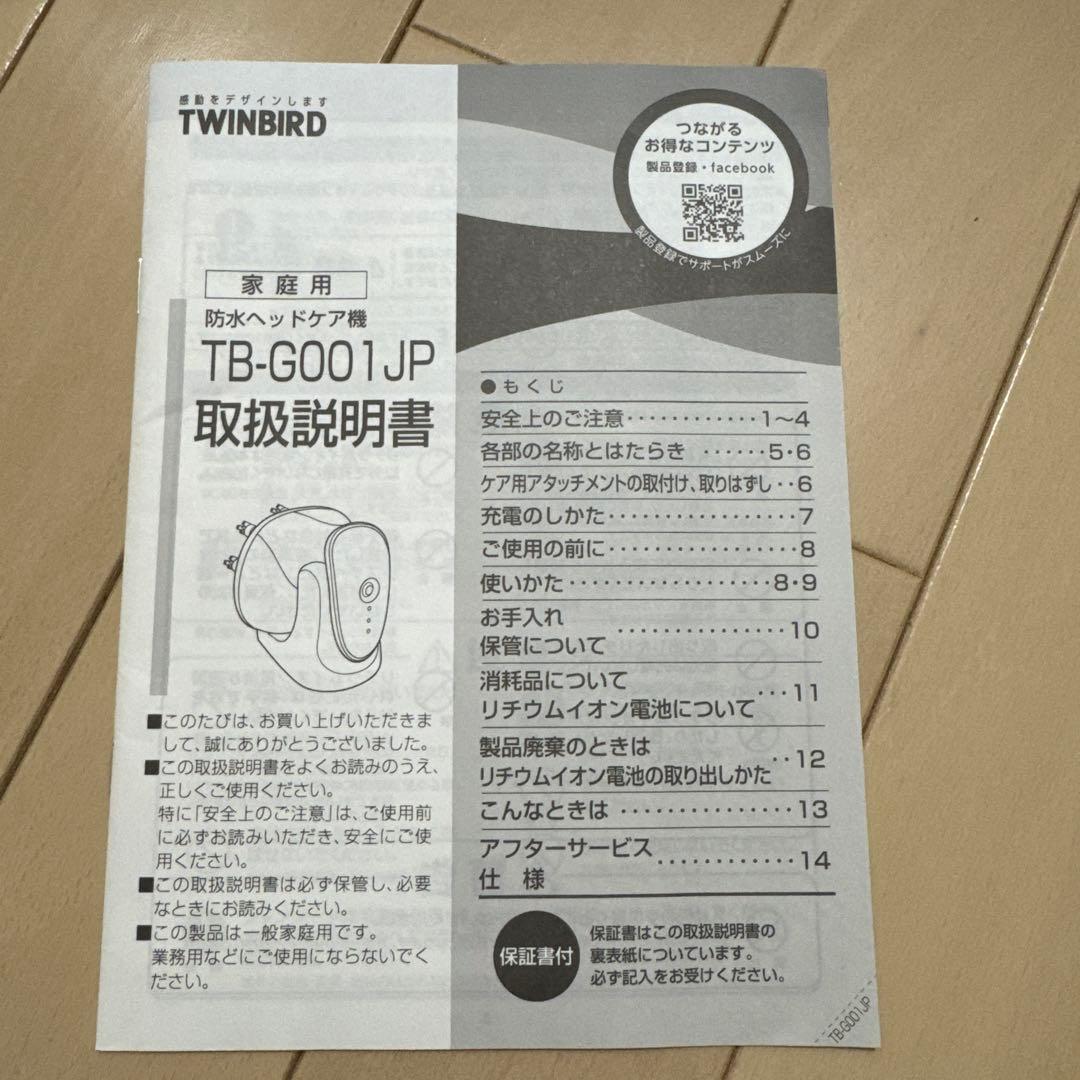 感動をデザインします
TWINBIRD
家庭用
防水ヘッドケア機
TB-G001JP
取扱説明書
■このたびは、お買い上げいただきま
して、誠にありがとうございました。
■この取扱説明書をよくお読みのうえ、
正しくご使用ください。
特に「安全上のご注意」は、ご使用前
に必ずお読みいただき、安全にご使
用ください。
■この取扱説明書は必ず保管し、必要
なときにお読みください。
■この製品は一般家庭用です。
業務用などにご使用にならないでく
ださい。
つながる
お得なコンテンツ
製品登録・facebook
製品登録でサポートがスムーズに
●もくじ
安全上のご注意・・・・・・・・・・・・1〜4
各部の名称とはたらき ・・・・・・5・6
ケア用アタッチメントの取付け、取りはずし・・6
充電のしかた・・・・・・・・・・・・・・・・・7
ご使用の前に・・・・・・・・・・・・・・・・・8
使いかた・・・・・・・・・・・・・・・・・・8・9
お手入れ
保管について ・・・・・・・・・・・・・・・10
消耗品について
リチウムイオン電池について ・・・11
製品廃棄のときは
リチウムイオン電池の取り出しかた ・・12
こんなときは ・・・・・・・・・・・・・・・13
アフターサービス
仕様 ・・・・・・・・・・・・14
保証書付
保証書はこの取扱説明書の
裏表紙についています。
必ず記入をお受けください。
TB-G001JP